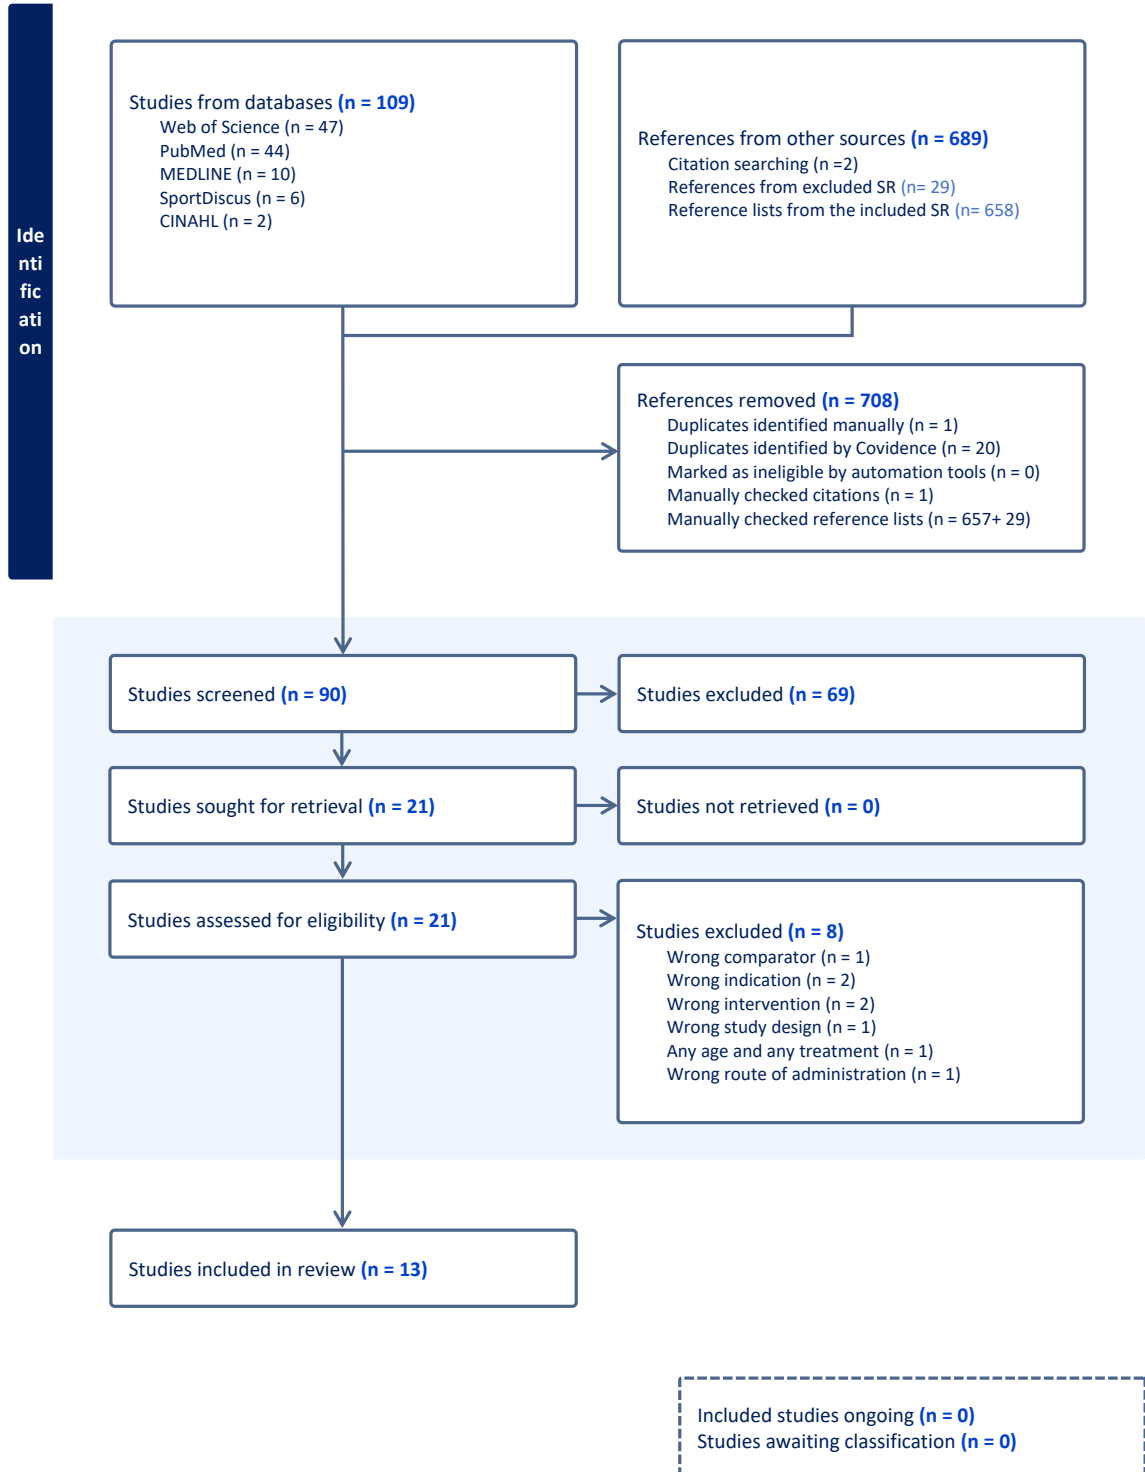 Ide
nti
fic
ati
on
Studies from databases (n = 109)
Web of Science (n = 47)
PubMed (n = 44)
MEDLINE (n = 10)
SportDiscus (n = 6)
CINAHL (n = 2)
References from other sources (n = 689)
Citation searching (n =2)
References from excluded SR (n= 29)
Reference lists from the included SR (n= 658)
References removed (n = 708)
Duplicates identified manually (n = 1)
Duplicates identified by Covidence (n = 20)
Marked as ineligible by automation tools (n = 0)
Manually checked citations (n = 1)
Manually checked reference lists (n = 657+ 29)
Studies screened (n = 90)
Studies excluded (n = 69)
Studies sought for retrieval (n = 21)
Studies not retrieved (n = 0)
Studies assessed for eligibility (n = 21)
Studies excluded (n = 8)
Wrong comparator (n = 1)
Wrong indication (n = 2)
Wrong intervention (n = 2)
Wrong study design (n = 1)
Any age and any treatment (n = 1)
Wrong route of administration (n = 1)
Studies included in review (n = 13)
Included studies ongoing (n = 0)
Studies awaiting classification (n = 0)